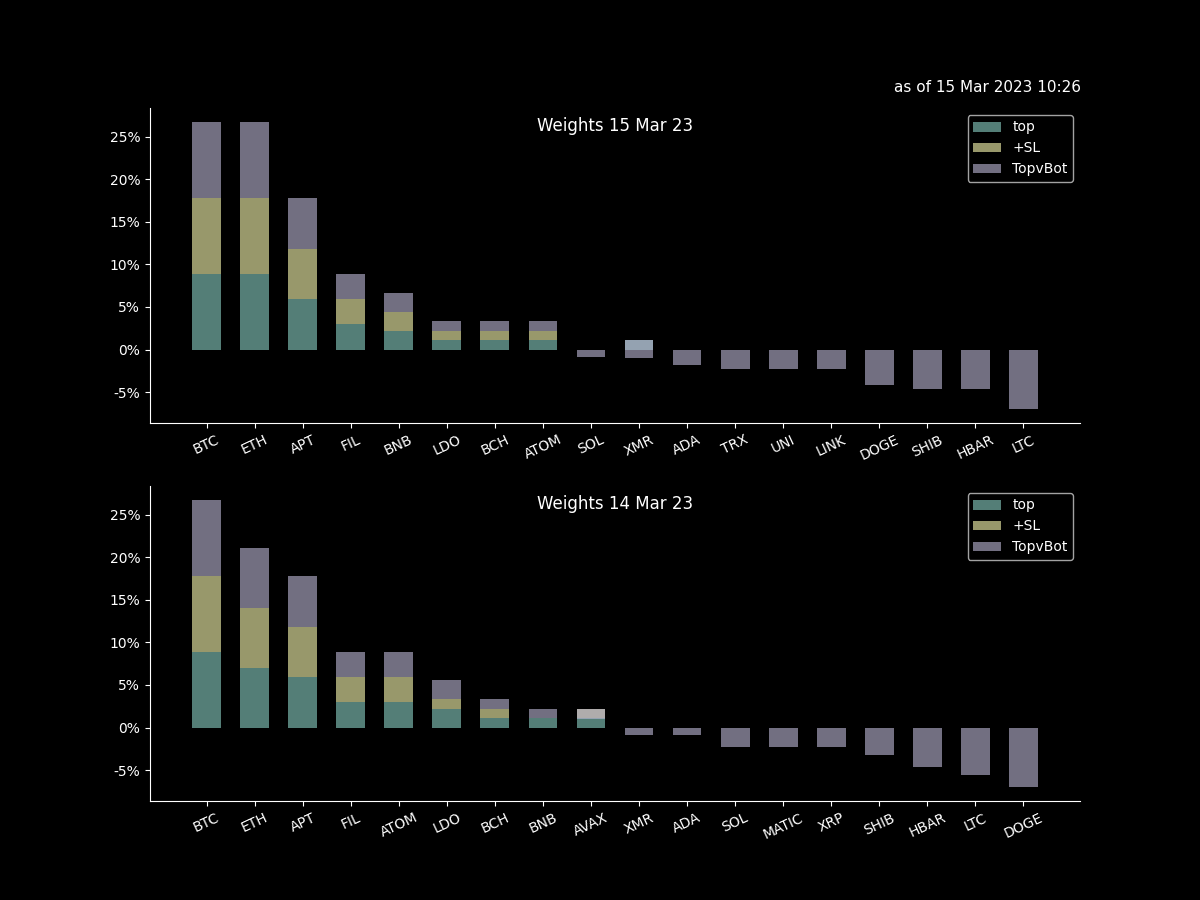 as of 15 Mar 2023 10:26
Weights 15 Mar 23
top
+SL
TopvBot
25%
20%
15%
10%
5%
0%
-5%
BTC ETH APT FIL BNB LDO BCH ATOM SOL XMR ADA TRX UNI LINK DOGE SHIB HBAR LTC
Weights 14 Mar 23
top
+SL
TopvBot
25%
20%
15%
10%
5%
0%
-5%
BTC ETH APT FIL ATOM LDO BCH BNB AVAX XMR ADA SOL MATIC XRP SHIB HBAR LTC DOGE